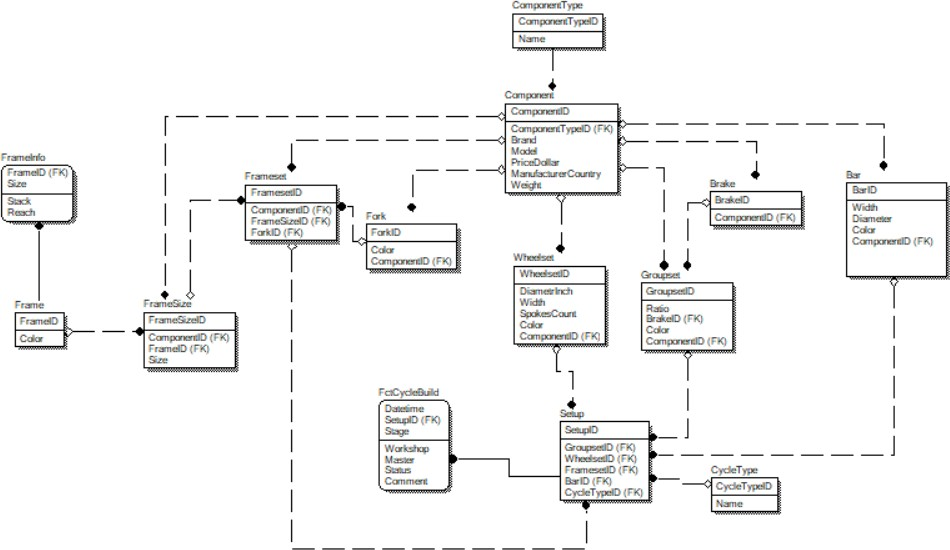 ComponentType
ComponentTypeID
Name
Component
ComponentID
ComponentTypeID (FK)
Brand
Model
PriceDollar
ManufacturerCountry
Weight
FrameInfo
FrameID (FK)
Size
Stack
Reach
Frameset
FramesetID
ComponentID (FK)
FrameSizeID (FK)
ForkID (FK)
Fork
ForkID
Color
ComponentID (FK)
Brake
BrakeID
ComponentID (FK)
Bar
BarID
Width
Diameter
Color
ComponentID (FK)
Wheelset
WheelsetID
DiametrInch
Width
SpokesCount
Color
ComponentID (FK)
Groupset
GroupsetID
Ratio
BrakeID (FK)
Color
ComponentID (FK)
Frame
FrameID
Color
FrameSize
FrameSizeID
ComponentID (FK)
FrameID (FK)
Size
FctCycleBuild
Datetime
SetupID (FK)
Stage
Workshop
Master
Status
Comment
Setup
SetupID
GroupsetID (FK)
WheelsetID (FK)
FramesetID (FK)
BarID (FK)
CycleTypeID (FK)
CycleType
CycleTypeID
Name